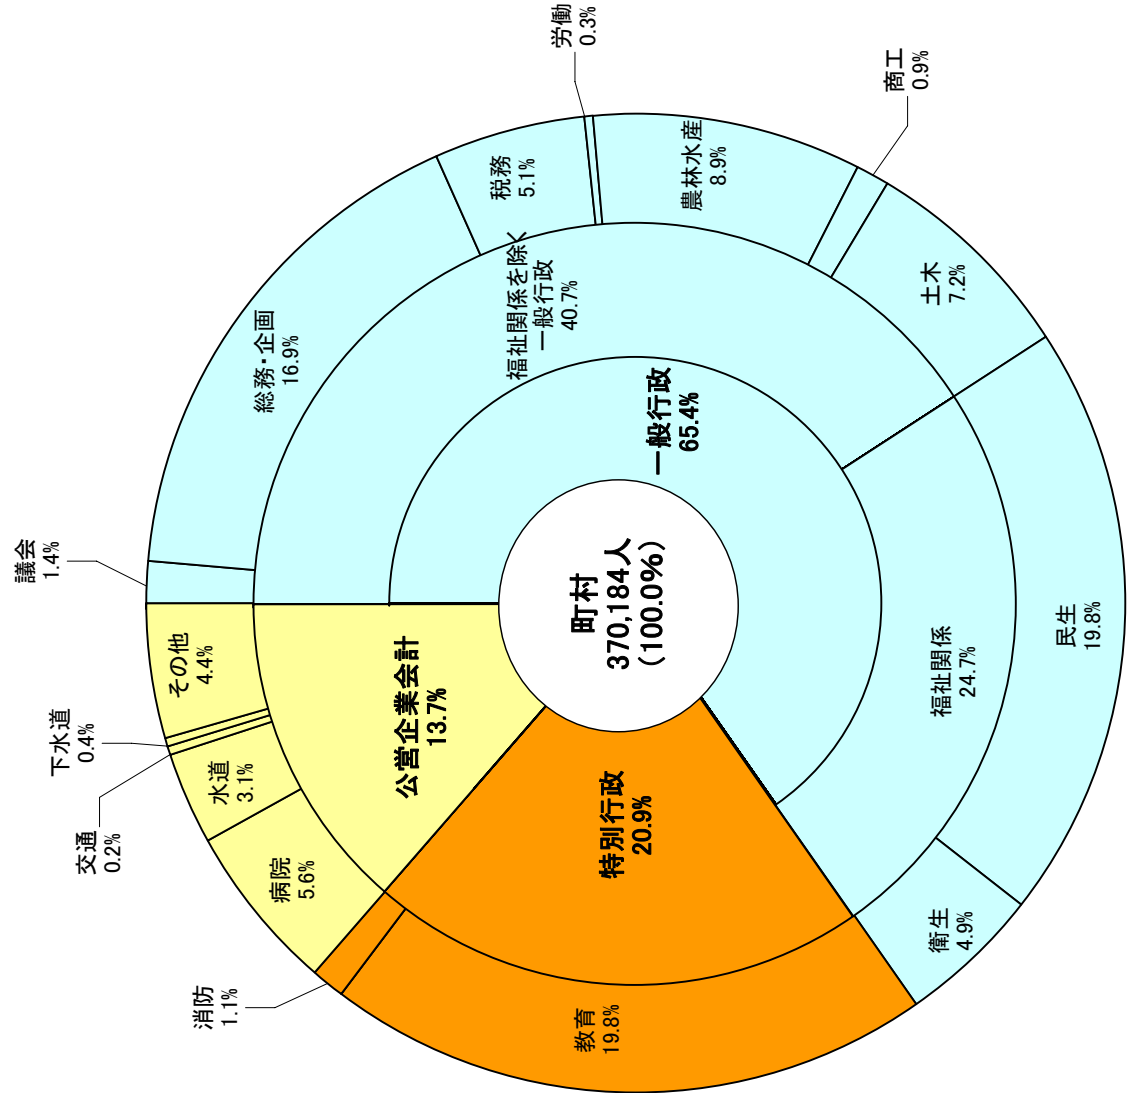 町村
370,184人
(100.0%)
一般行政
65.4%
福祉関係を除く
一般行政
40.7%
議会
1.4%
総務・企画
16.9%
税務
5.1%
労働
0.3%
農林水産
8.9%
商工
0.9%
土木
7.2%
福祉関係
24.7%
民生
19.8%
衛生
4.9%
特別行政
20.9%
教育
19.8%
消防
1.1%
公営企業会計
13.7%
病院
5.6%
水道
3.1%
交通
0.2%
下水道
0.4%
その他
4.4%